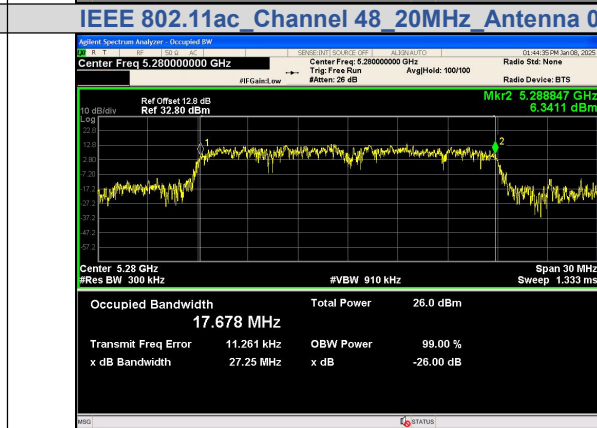 IEEE 802.11ac_Channel 48_20MHz_Antenna 0
Agilent Spectrum Analyzer - Occupied BW
R T RF 50 Ω AC SENSE:INT SOURCE OFF ALIGN AUTO 01:44:35 PM Jan 08, 2025
Center Freq 5.280000000 GHz Center Freq: 5.280000000 GHz Radio Std: None
Trig: Free Run Avg|Hold: 100/100
#IFGain:Low #Atten: 26 dB Radio Device: BTS
Mkr2 5.288847 GHz
6.3411 dBm
Ref Offset 12.8 dB
10 dB/div Ref 32.80 dBm
Log
22.8
12.8
2.80
-7.20
-17.2
-27.2
-37.2
-47.2
-57.2
1
2
Center 5.28 GHz Span 30 MHz
#Res BW 300 kHz #VBW 910 kHz Sweep 1.333 ms
Occupied Bandwidth Total Power 26.0 dBm
17.678 MHz
Transmit Freq Error 11.261 kHz OBW Power 99.00 %
x dB Bandwidth 27.25 MHz x dB -26.00 dB
MSG STATUS